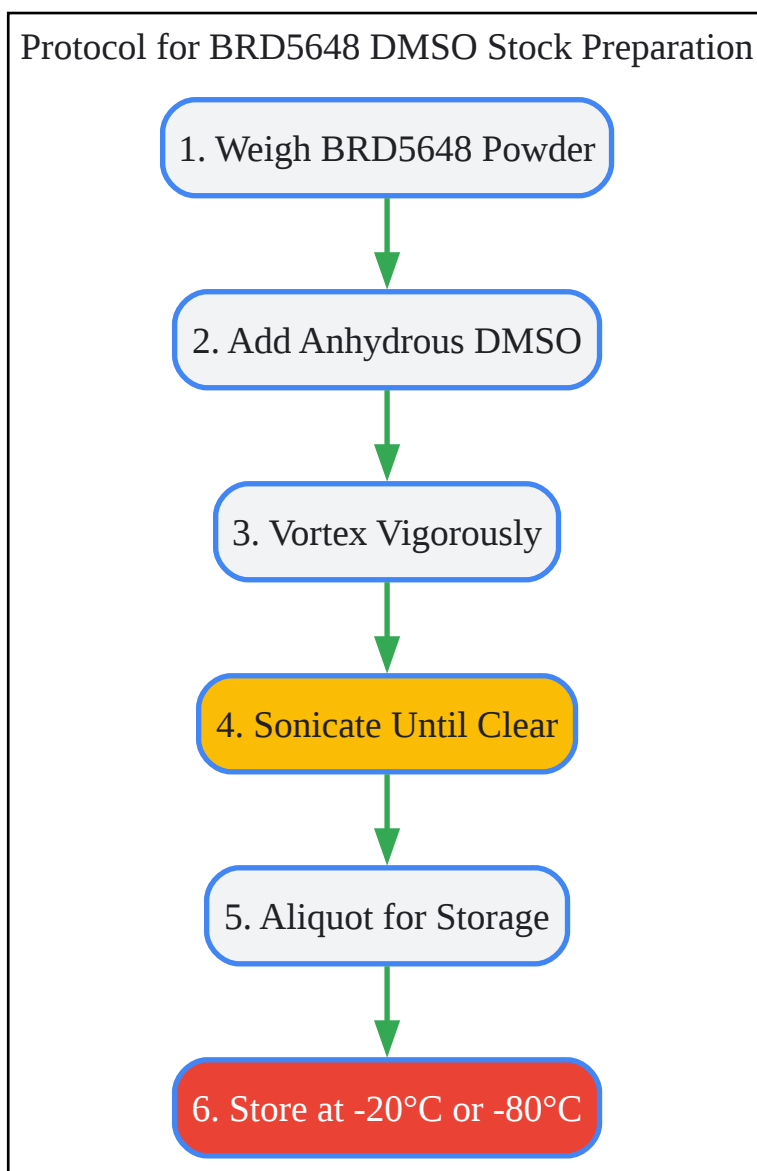 Protocol for BRD5648 DMSO Stock Preparation
1. Weigh BRD5648 Powder
2. Add Anhydrous DMSO
3. Vortex Vigorously
4. Sonicate Until Clear
5. Aliquot for Storage
6. Store at -20°C or -80°C